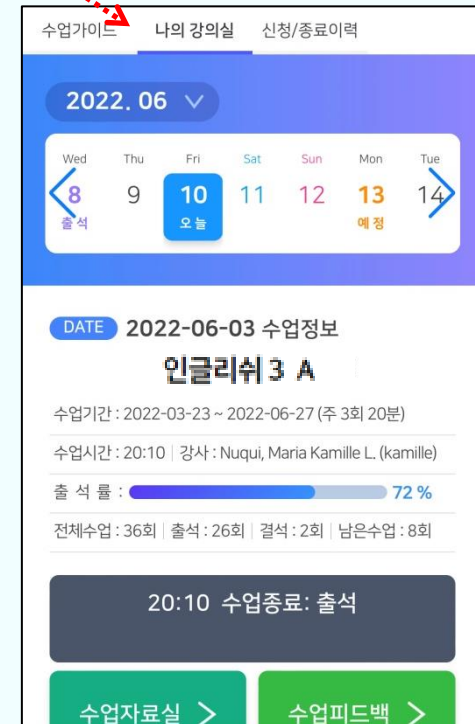 수업가이드 나의 강의실 신청/종료이력
2022. 06
Wed Thu Fri Sat Sun Mon Tue
8 9 10 11 12 13 14
출석 오늘 예정
DATE 2022-06-03 수업정보
인글리쉬 3 A
수업기간 : 2022-03-23 ~ 2022-06-27 (주 3회 20분)
수업시간 : 20:10 | 강사 : Nuqui, Maria Kamille L. (kamille)
출 석 률 : 72 %
전체수업 : 36회 | 출석 : 26회 | 결석 : 2회 | 남은수업 : 8회
20:10 수업종료: 출석
수업자료실 > 수업피드백 >